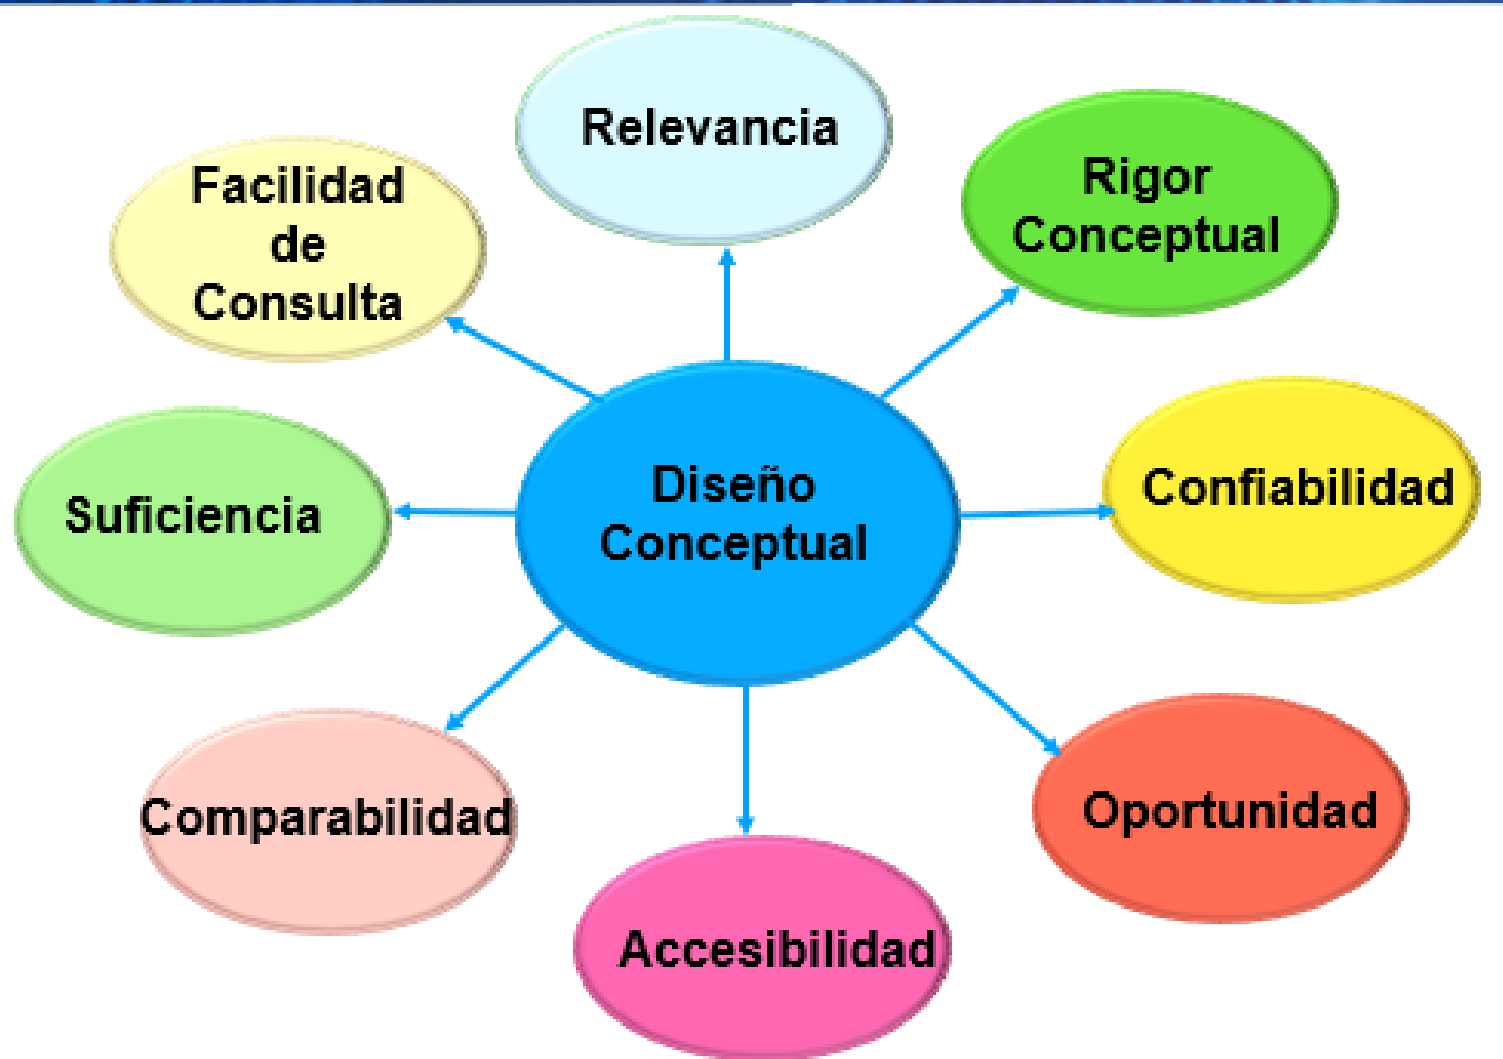 Relevancia
Rigor
Conceptual
Facilidad
de
Consulta
Diseño
Conceptual
Confiabilidad
Suficiencia
Comparabilidad
Oportunidad
Accesibilidad